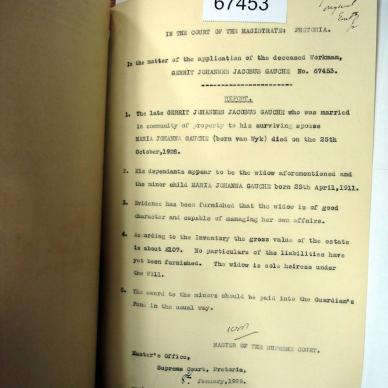 67453
original
IN THE COURT OF THE MAGISTRATE: PRETORIA.
In the matter of the application of the deceased Workman,
GERRIT JOHANNES JACOBUS GAUCHE No. 67453.
REPORT.
1. The late GERRIT JOHANNES JACOBUS GAUCHE who was married
in community of property to his surviving spouse
MARIA JOHANNA GAUCHE (born van Wyk) died on the 25th
October, 1928.
2. His dependants appear to be the widow aforementioned and
the minor child MARIA JOHANNA GAUCHE born 25th April, 1911.
3. Evidence has been furnished that the widow is of good
character and capable of managing her own affairs.
4. According to the Inventory the gross value of the estate
is about £107. No particulars of the liabilities have
yet been furnished. The widow is sole heiress under
the Will.
5. The award to the minors should be paid into the Guardian's
Fund in the usual way.
MASTER OF THE SUPREME COURT.
Master's Office,
Supreme Court, Pretoria.
January, 1929.